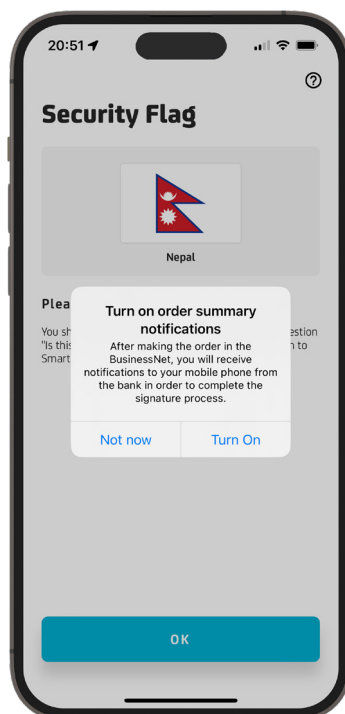 20:51
Security Flag
Nepal
Plea
You sh
estion
"Is this
n to
Smart
Turn on order summary
notifications
After making the order in the
BusinessNet, you will receive
notifications to your mobile phone from
the bank in order to complete the
signature process.
Not now
Turn On
OK